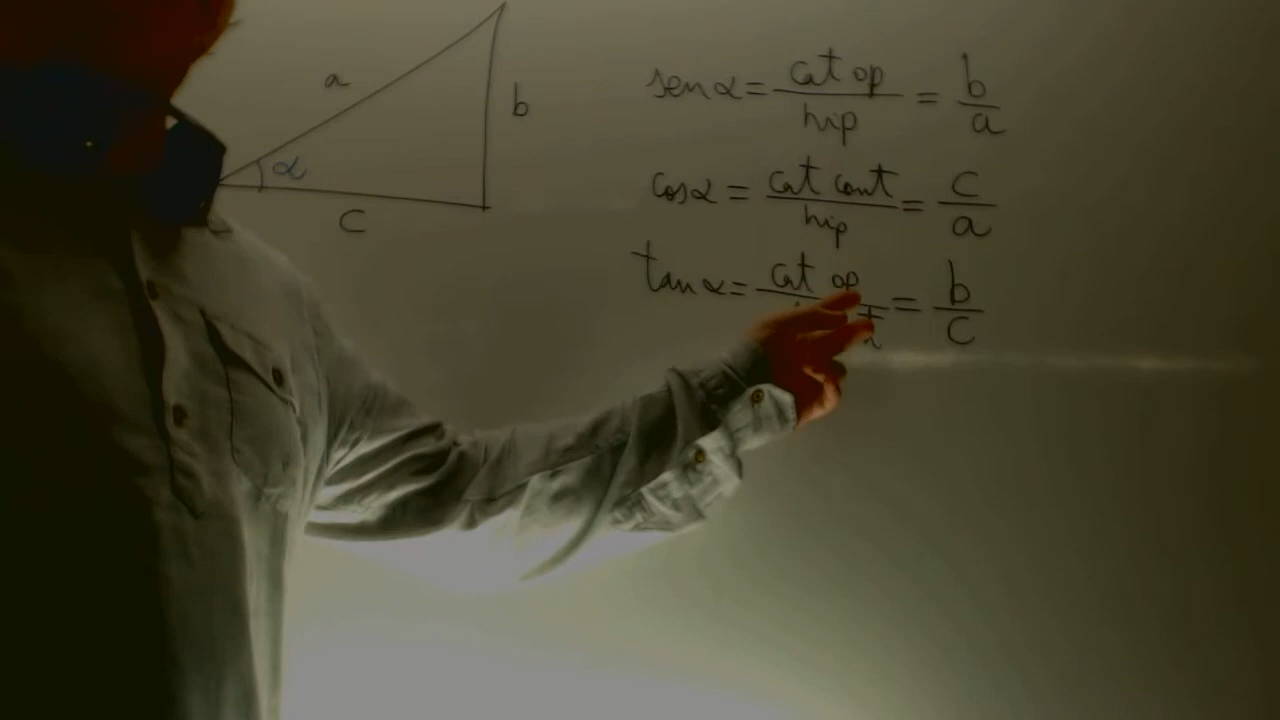 a
b
α
c
sen α = cat op / hip = b / a
cos α = cat cont / hip = c / a
tan α = cat op / = b / c